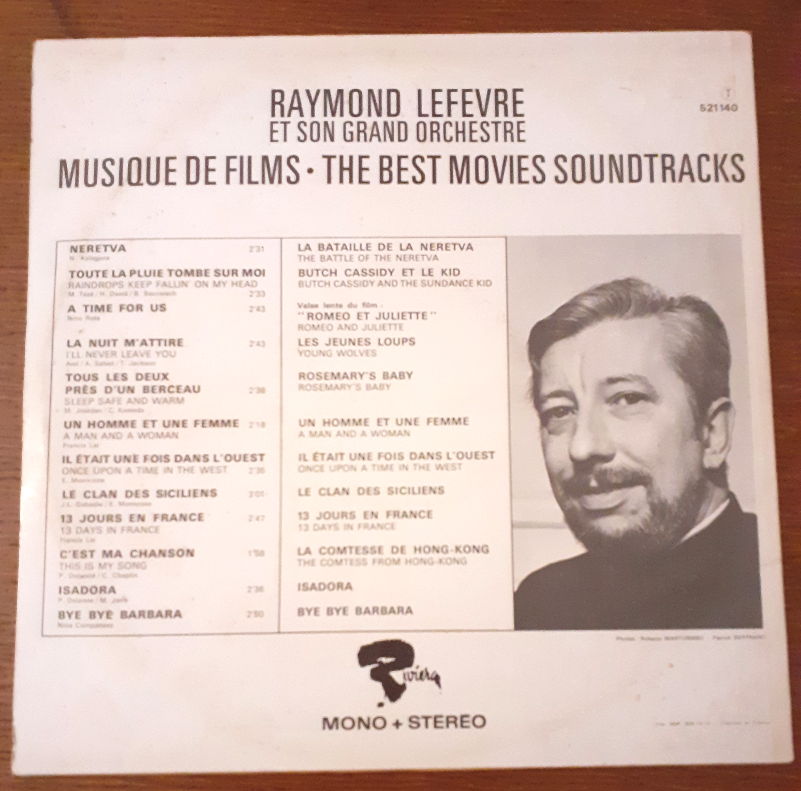 RAYMOND LEFEVRE
ET SON GRAND ORCHESTRE
T
521140
MUSIQUE DE FILMS • THE BEST MOVIES SOUNDTRACKS
NERETVA 2'31
TOUTE LA PLUIE TOMBE SUR MOI
RAINDROPS KEEP FALLIN' ON MY HEAD
2'33
A TIME FOR US 2'43
Nino Rota
LA NUIT M'ATTIRE 2'43
I'LL NEVER LEAVE YOU
TOUS LES DEUX
PRÈS D'UN BERCEAU 2'38
SLEEP SAFE AND WARM
UN HOMME ET UNE FEMME 2'18
A MAN AND A WOMAN
Francis Lai
IL ÉTAIT UNE FOIS DANS L'OUEST
ONCE UPON A TIME IN THE WEST 2'35
E. Morricone
LE CLAN DES SICILIENS
13 JOURS EN FRANCE 2'47
13 DAYS IN FRANCE
Francis Lai
C'EST MA CHANSON 1'58
THIS IS MY SONG
ISADORA 2'36
BYE BYE BARBARA 2'50
LA BATAILLE DE LA NERETVA
THE BATTLE OF THE NERETVA
BUTCH CASSIDY ET LE KID
BUTCH CASSIDY AND THE SUNDANCE KID
Valse lente du film :
"ROMEO ET JULIETTE"
ROMEO AND JULIETTE
LES JEUNES LOUPS
YOUNG WOLVES
ROSEMARY'S BABY
ROSEMARY'S BABY
UN HOMME ET UNE FEMME
A MAN AND A WOMAN
IL ÉTAIT UNE FOIS DANS L'OUEST
ONCE UPON A TIME IN THE WEST
LE CLAN DES SICILIENS
13 JOURS EN FRANCE
13 DAYS IN FRANCE
LA COMTESSE DE HONG-KONG
THE COMTESS FROM HONG-KONG
ISADORA
BYE BYE BARBARA
Riviera
MONO + STEREO